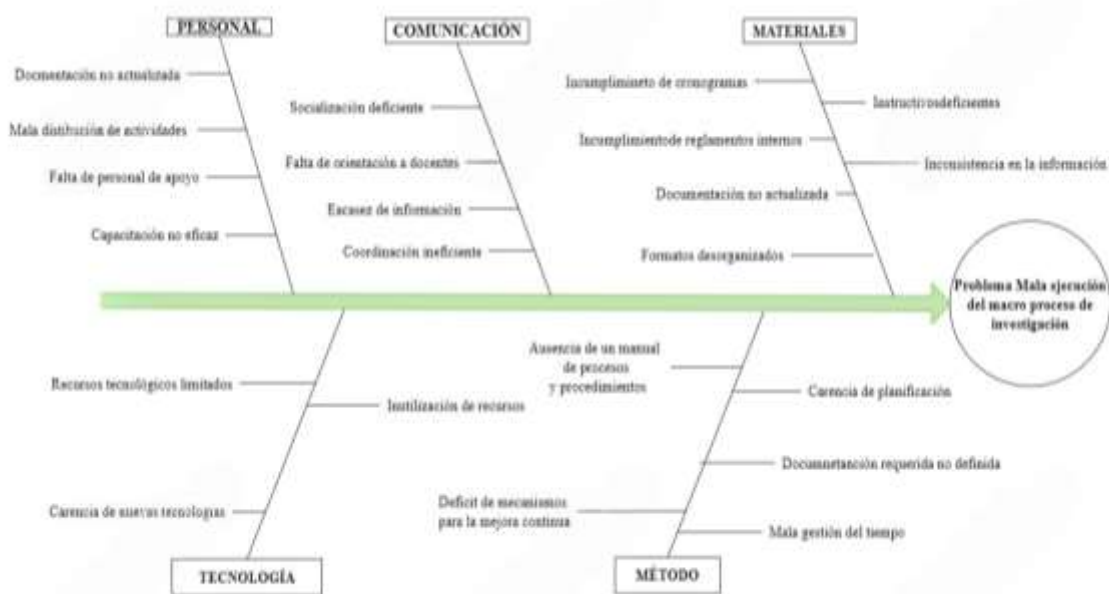 PERSONAL
COMUNICACIÓN
MATERIALES
Docmentación no actualizada
Mala distibución de actividades
Falta de personal de apoyo
Capacitación no eficaz
Socialización deficiente
Falta de orientación a docentes
Escasez de información
Coordinación ineficiente
Incumplimineto de cronogramas
Incumplimientode reglamentos internos
Documentación no actualizada
Formatos desorganizados
Instructivosdeficientes
Inconsistencia en la información
Problema Mala ejecución
del macro proceso de
investigación
Recursos tecnológicos limitados
Inutilización de recursos
Carencia de nuevas tecnologias
TECNOLOGÍA
Ausencia de un manual
de procesos
y procedimientos
Carencia de planificación
Documnetanción requerida no definida
Deficit de mecanismos
para la mejora continua
Mala gestión del tiempo
MÉTODO